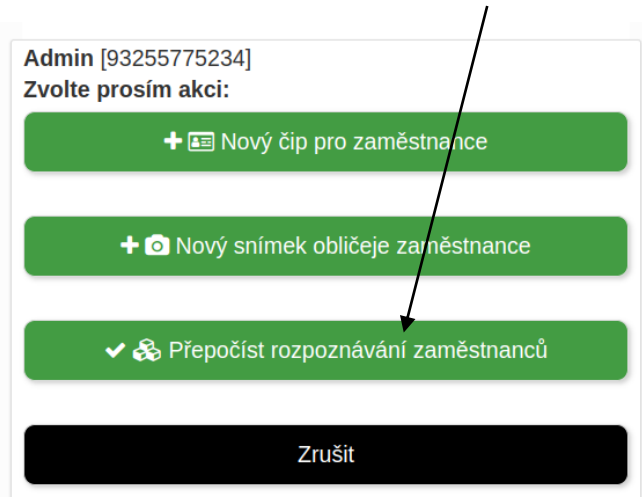 Admin [93255775234]
Zvolte prosím akci:
Nový čip pro zaměstnance
Nový snímek obličeje zaměstnance
Přepočíst rozpoznávání zaměstnanců
Zrušit